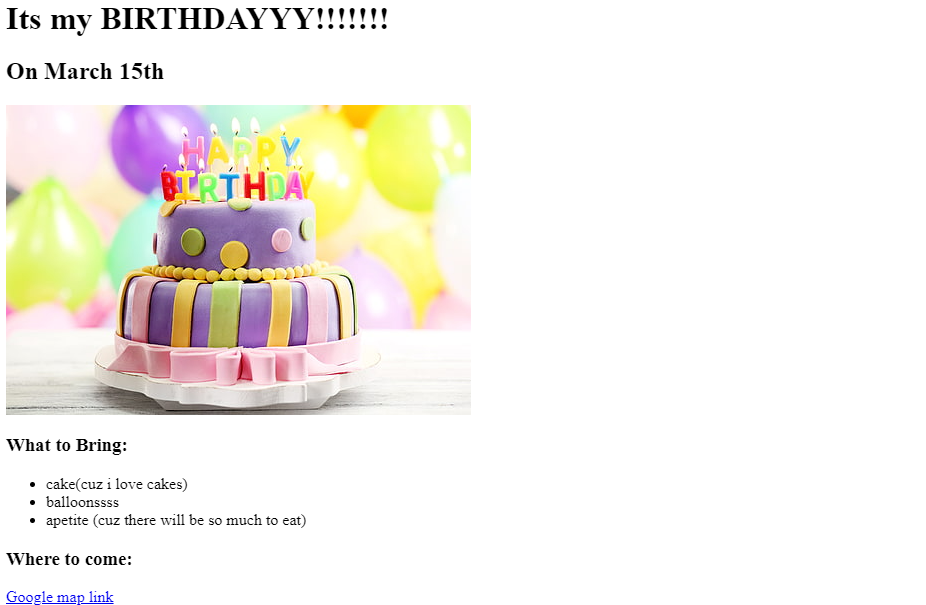 Its my BIRTHDAYYY!!!!!!!
On March 15th
HAPPY
BIRTHDAY
What to Bring:
cake(cuz i love cakes)
balloonssss
apetite (cuz there will be so much to eat)
Where to come:
Google map link